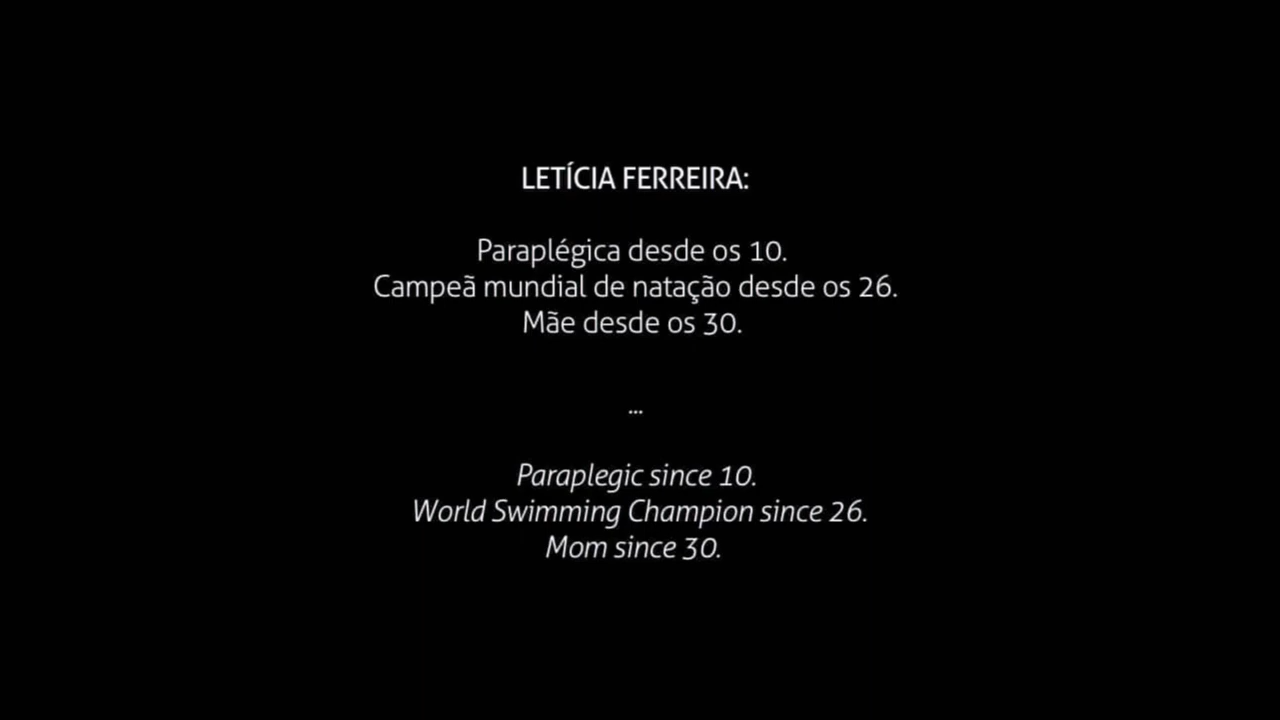 LETÍCIA FERREIRA:
Paraplégica desde os 10.
Campeã mundial de natação desde os 26.
Mãe desde os 30.
...
Paraplegic since 10.
World Swimming Champion since 26.
Mom since 30.